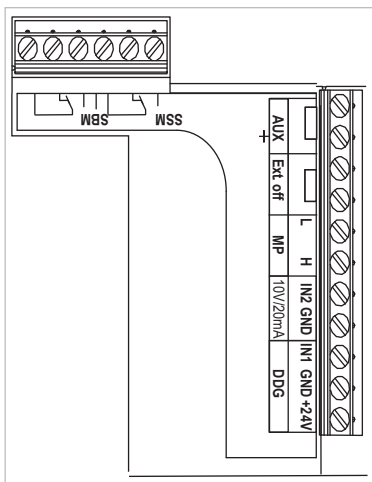 SBM SSM
AUX
+
Ext off
MP L H
10V/20mA IN2 GND
DDG IN1 GND +24V